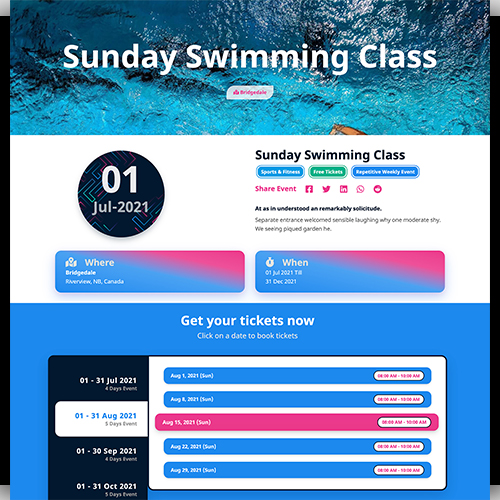 Sunday Swimming Class
Bridgedale
01
Jul-2021
Sunday Swimming Class
Sports & Fitness
Free Tickets
Repetitive Weekly Event
Share Event
At as in understood an remarkably solicitude.
Separate entrance welcomed sensible laughing why one moderate shy.
We seeing piqued garden he.
Where
Bridgedale
Riverview, NB, Canada
When
01 Jul 2021 Till
31 Dec 2021
Get your tickets now
Click on a date to book tickets
01 - 31 Jul 2021
4 Days Event
01 - 31 Aug 2021
5 Days Event
01 - 30 Sep 2021
4 Days Event
01 - 31 Oct 2021
5 Days Event
Aug 1, 2021 (Sun)
08:00 AM - 10:00 AM
Aug 8, 2021 (Sun)
08:00 AM - 10:00 AM
Aug 15, 2021 (Sun)
08:00 AM - 10:00 AM
Aug 22, 2021 (Sun)
08:00 AM - 10:00 AM
Aug 29, 2021 (Sun)
08:00 AM - 10:00 AM